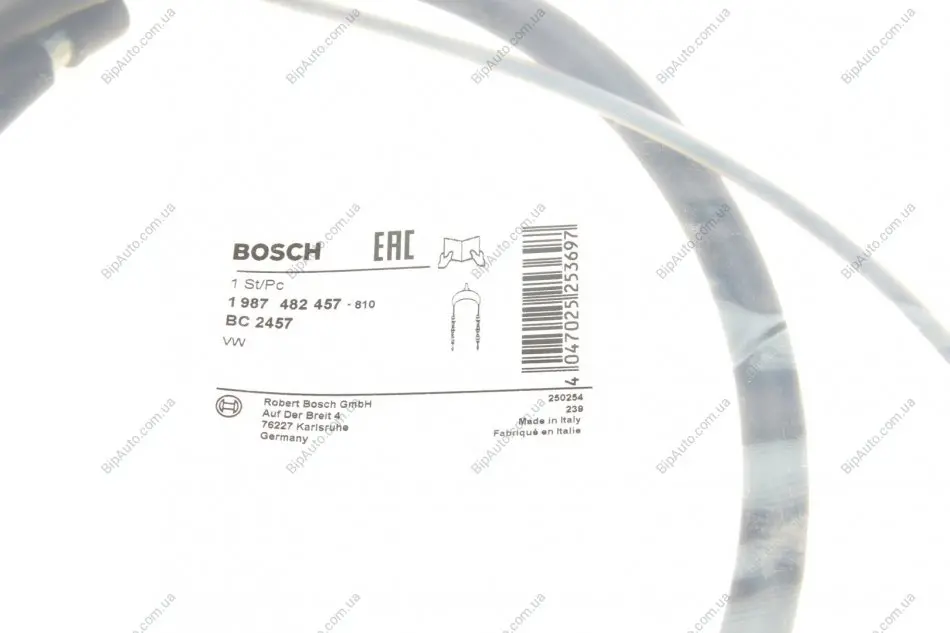 BOSCH EAC
1 St/Pc
1 987 482 457 - 810
BC 2457
VW
4 047025 253697
Robert Bosch GmbH
Auf Der Breit 4
76227 Karlsruhe
Germany
250254
239
Made in Italy
Fabriqué en Italie
BipAuto.com.ua